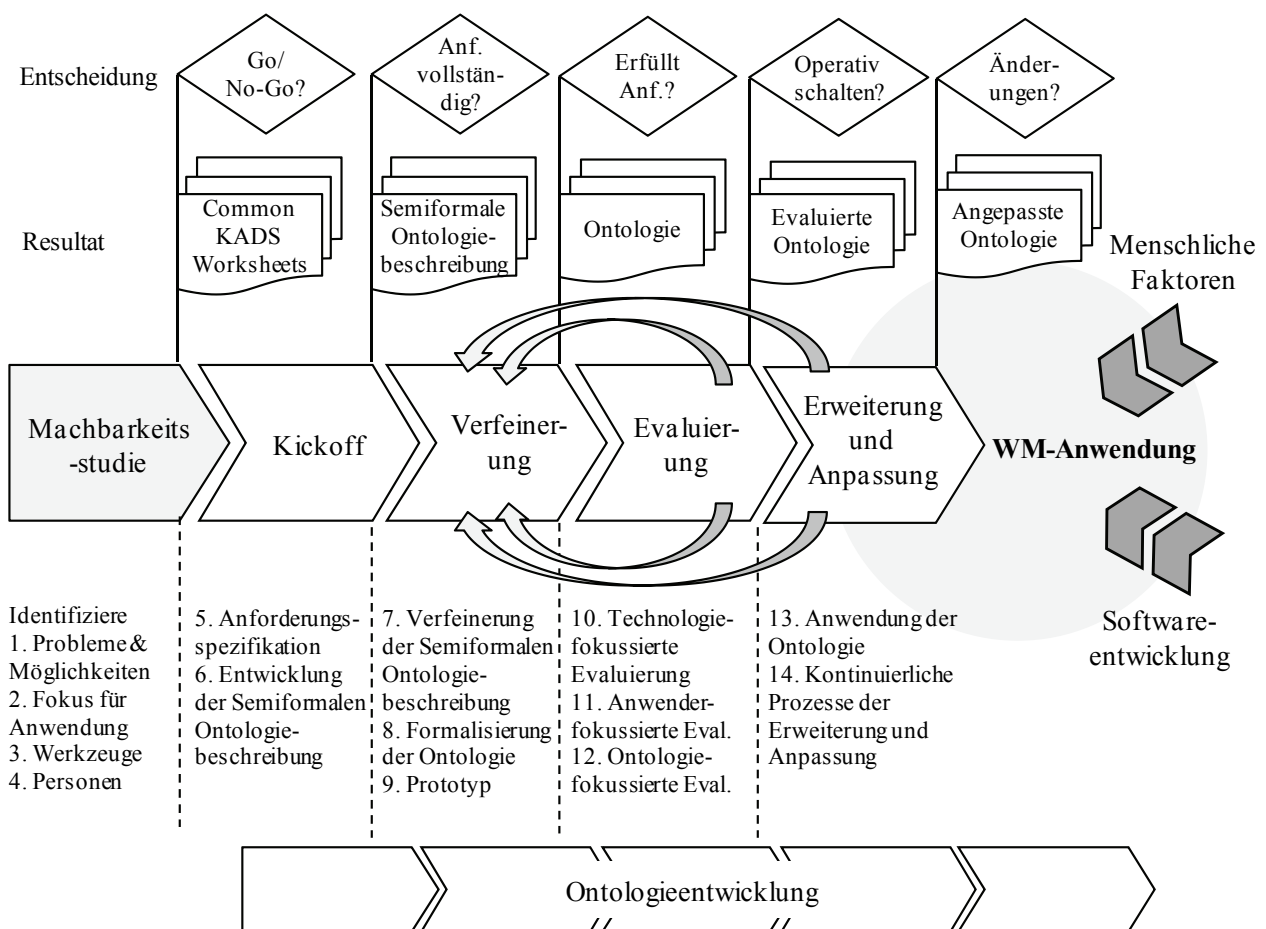 Entscheidung
Go/
No-Go?
Anf.
vollstän-
dig?
Erfüllt
Anf.?
Operativ
schalten?
Änder-
ungen?
Resultat
Common
KADS
Worksheets
Semiformale
Ontologie-
beschreibung
Ontologie
Evaluierte
Ontologie
Angepasste
Ontologie
Menschliche
Faktoren
Machbarkeits
-studie
Kickoff
Verfeiner-
ung
Evaluier-
ung
Erweiterung
und
Anpassung
WM-Anwendung
Software-
entwicklung
Identifiziere
1. Probleme &
Möglichkeiten
2. Fokus für
Anwendung
3. Werkzeuge
4. Personen
5. Anforderungs-
spezifikation
6. Entwicklung
der Semiformalen
Ontologie-
beschreibung
7. Verfeinerung
der Semiformalen
Ontologie-
beschreibung
8. Formalisierung
der Ontologie
9. Prototyp
10. Technologie-
fokussierte
Evaluierung
11. Anwender-
fokussierte Eval.
12. Ontologie-
fokussierte Eval.
13. Anwendung der
Ontologie
14. Kontinuierliche
Prozesse der
Erweiterung und
Anpassung
Ontologieentwicklung